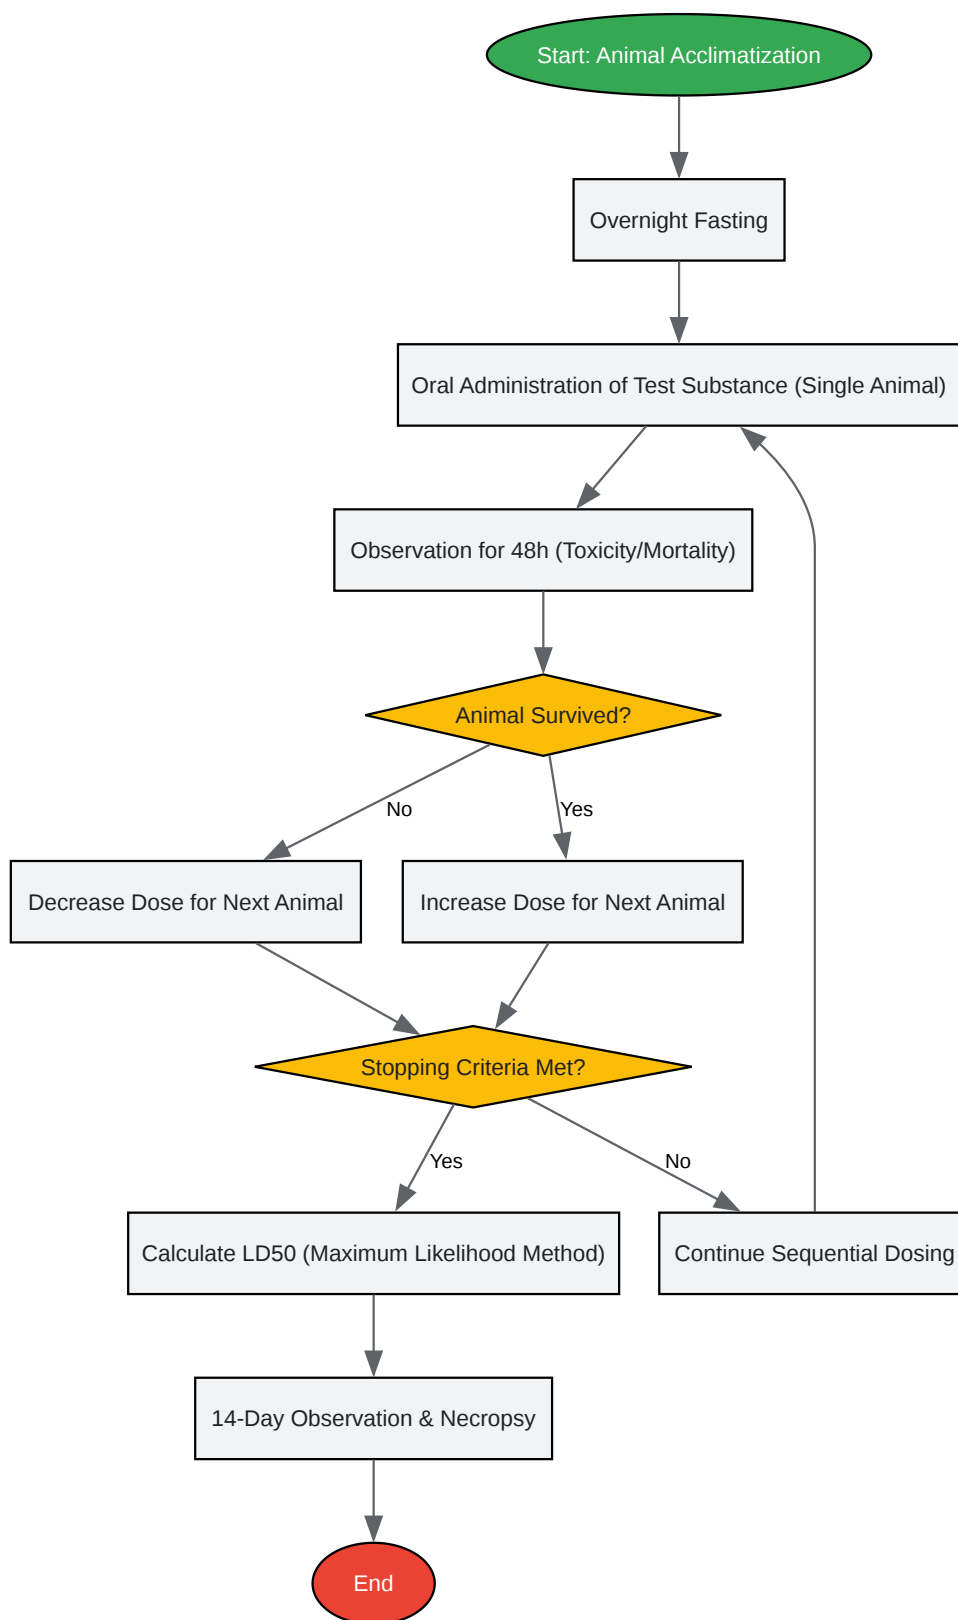 Start: Animal Acclimatization
Overnight Fasting
Oral Administration of Test Substance (Single Animal)
Observation for 48h (Toxicity/Mortality)
Animal Survived?
No
Yes
Decrease Dose for Next Animal
Increase Dose for Next Animal
Stopping Criteria Met?
Yes
No
Calculate LD50 (Maximum Likelihood Method)
Continue Sequential Dosing
14-Day Observation & Necropsy
End